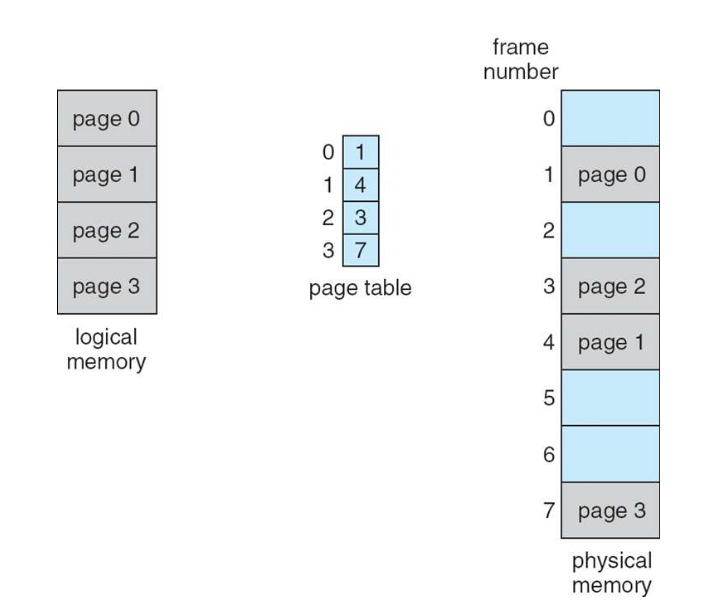 page 0
page 1
page 2
page 3
logical
memory
0 1
1 4
2 3
3 7
page table
frame
number
0
1 page 0
2
3 page 2
4 page 1
5
6
7 page 3
physical
memory